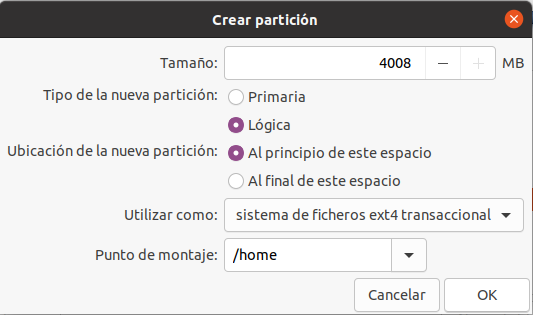 Crear partición
Tamaño: 4008 MB
Tipo de la nueva partición: Primaria
Lógica
Ubicación de la nueva partición: Al principio de este espacio
Al final de este espacio
Utilizar como: sistema de ficheros ext4 transaccional
Punto de montaje: /home
Cancelar OK